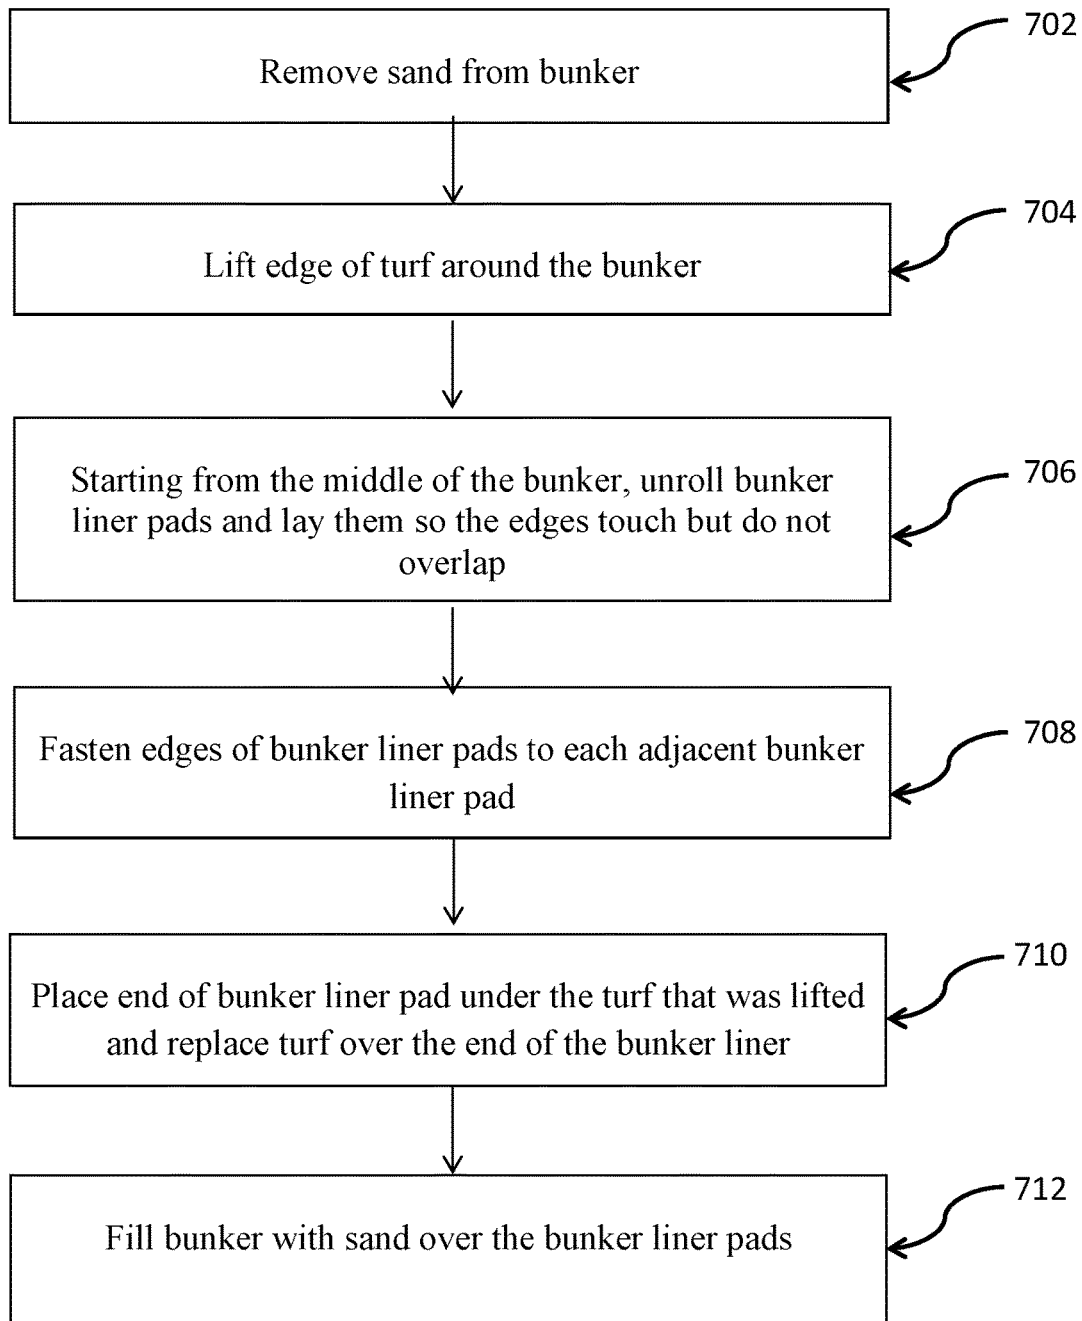 702
Remove sand from bunker
704
Lift edge of turf around the bunker
706
Starting from the middle of the bunker, unroll bunker
liner pads and lay them so the edges touch but do not
overlap
708
Fasten edges of bunker liner pads to each adjacent bunker
liner pad
710
Place end of bunker liner pad under the turf that was lifted
and replace turf over the end of the bunker liner
712
Fill bunker with sand over the bunker liner pads